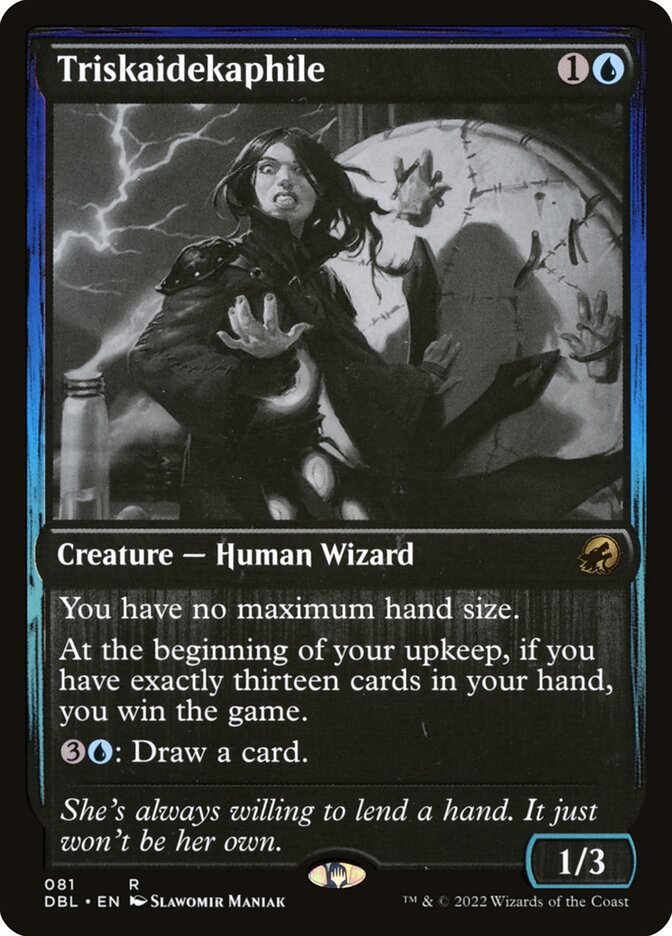 Triskaidekaphile 1
Creature — Human Wizard
You have no maximum hand size.
At the beginning of your upkeep, if you
have exactly thirteen cards in your hand,
you win the game.
3: Draw a card.
She's always willing to lend a hand. It just
won't be her own.
1/3
081 R
DBL • EN Slawomir Maniak ™ & © 2022 Wizards of the Coast